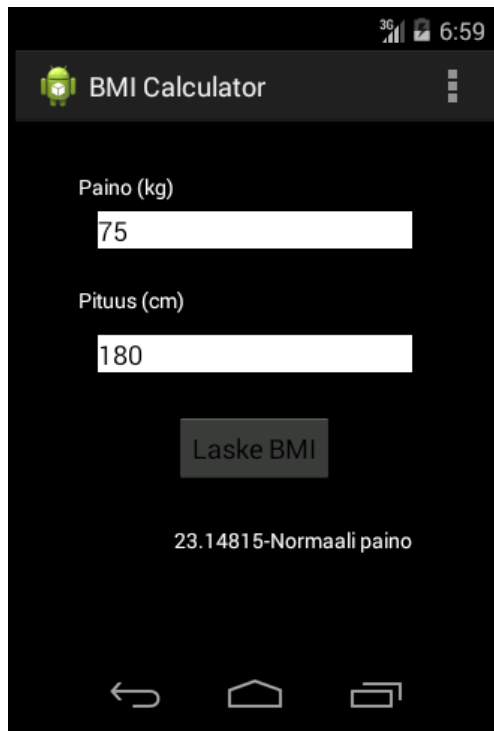 3G 6:59
BMI Calculator
Paino (kg)
75
Pituus (cm)
180
Laske BMI
23.14815-Normaali paino